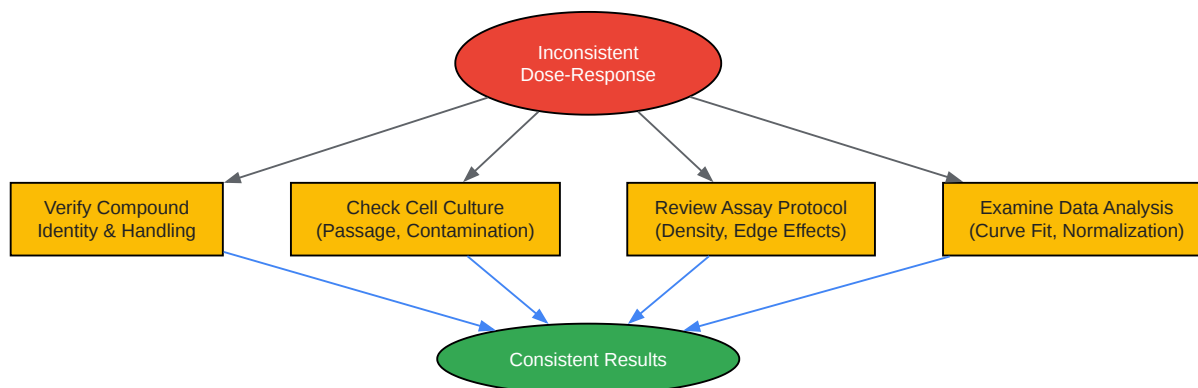 Inconsistent
Dose-Response
Verify Compound
Identity & Handling
Check Cell Culture
(Passage, Contamination)
Review Assay Protocol
(Density, Edge Effects)
Examine Data Analysis
(Curve Fit, Normalization)
Consistent Results